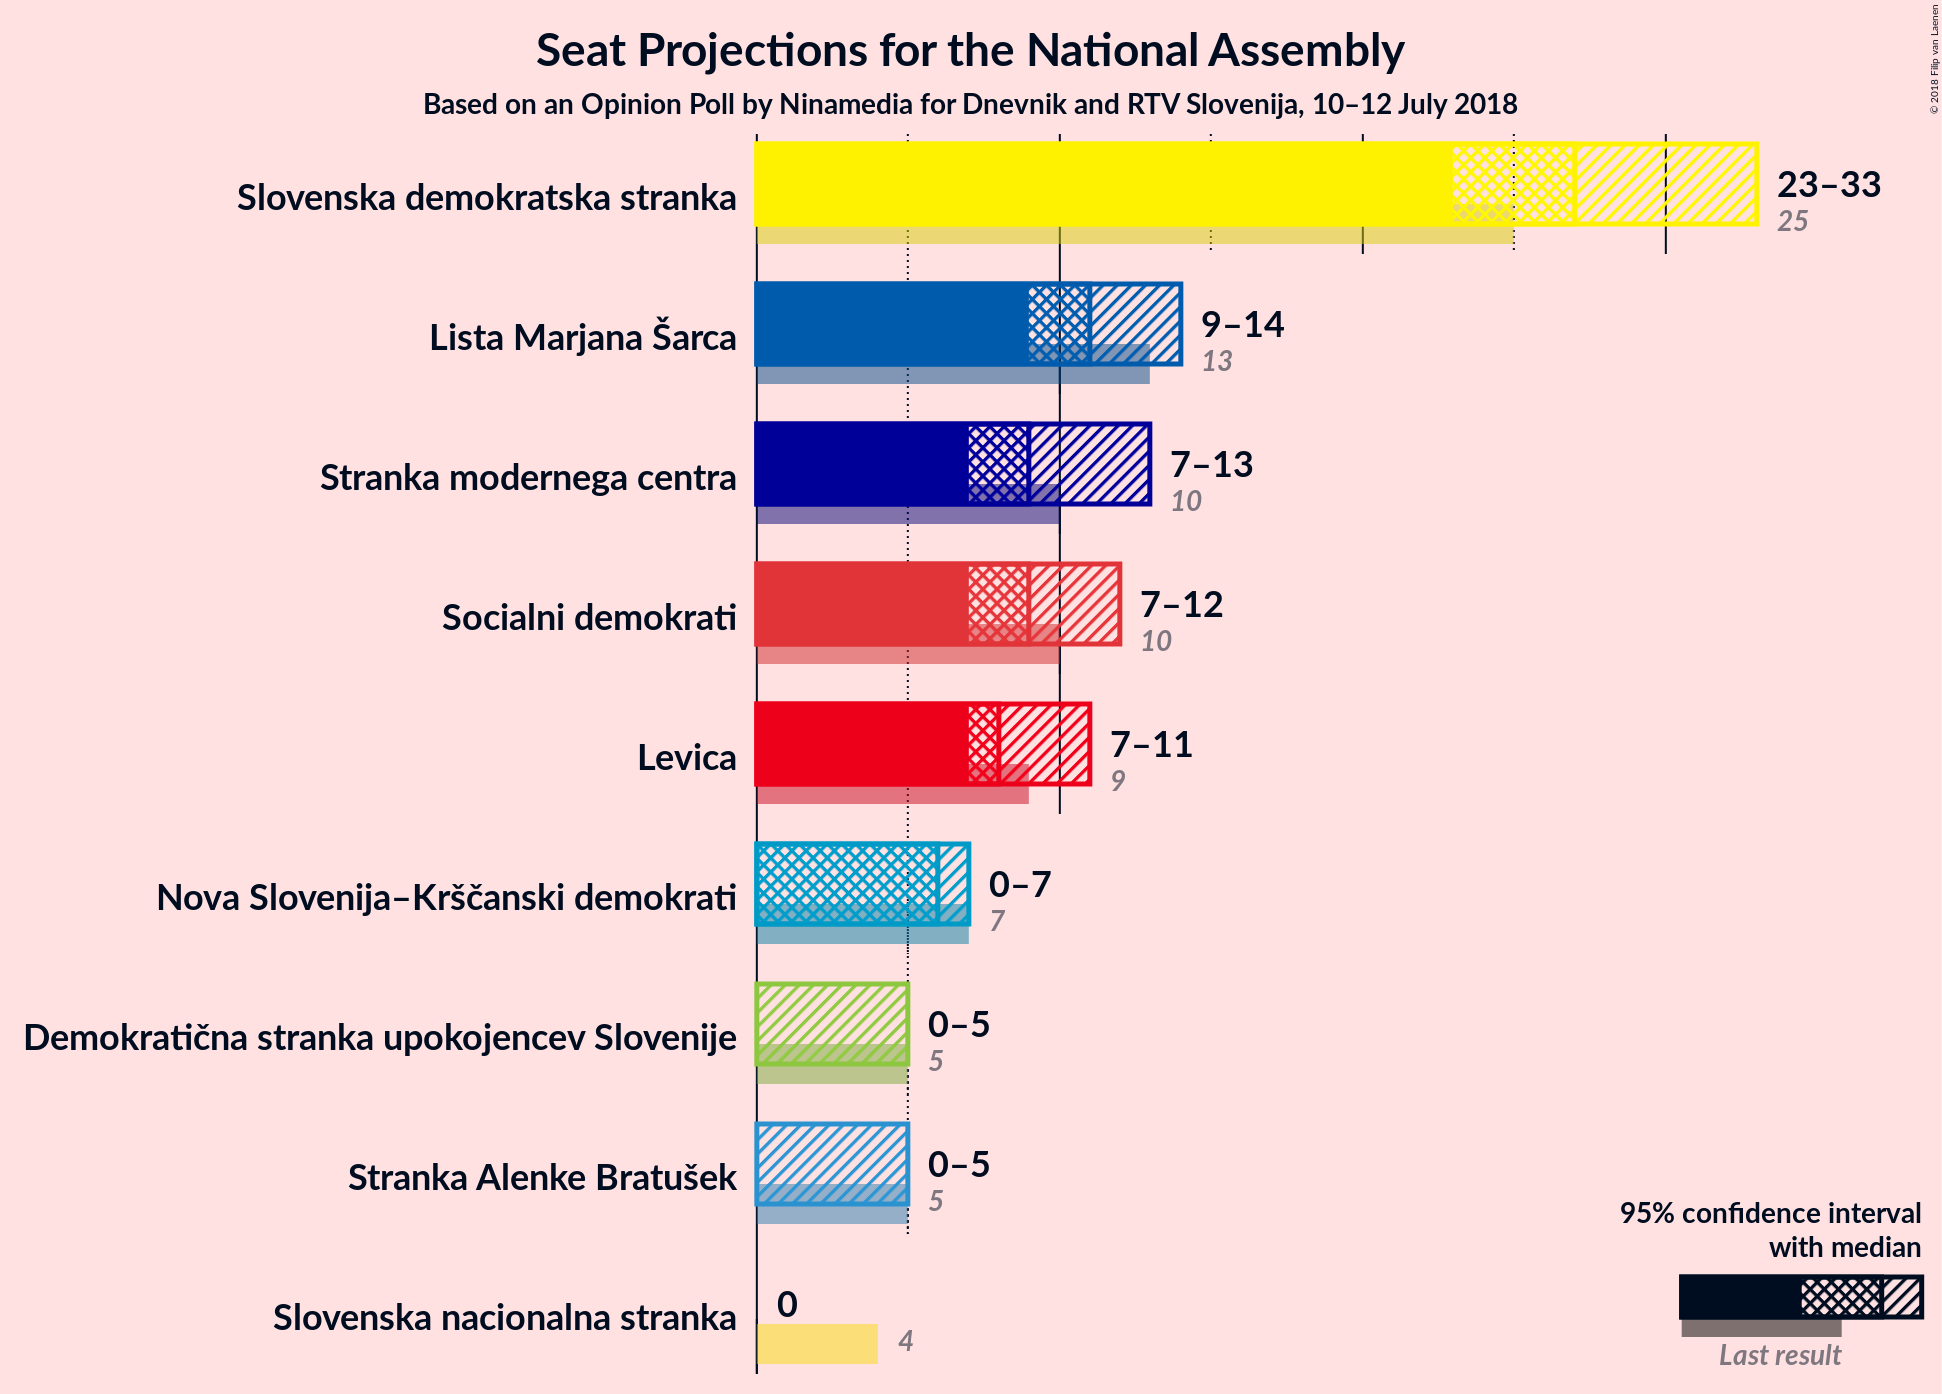 Seat Projections for the National Assembly
Based on an Opinion Poll by Ninamedia for Dnevnik and RTV Slovenija, 10–12 July 2018
© 2018 Filip van Laenen
Slovenska demokratska stranka
23–33
25
Lista Marjana Šarca
9–14
13
Stranka modernega centra
7–13
10
Socialni demokrati
7–12
10
Levica
7–11
9
Nova Slovenija–Krščanski demokrati
0–7
7
Demokratična stranka upokojencev Slovenije
0–5
5
Stranka Alenke Bratušek
0–5
5
Slovenska nacionalna stranka
0
4
95% confidence interval
with median
Last result